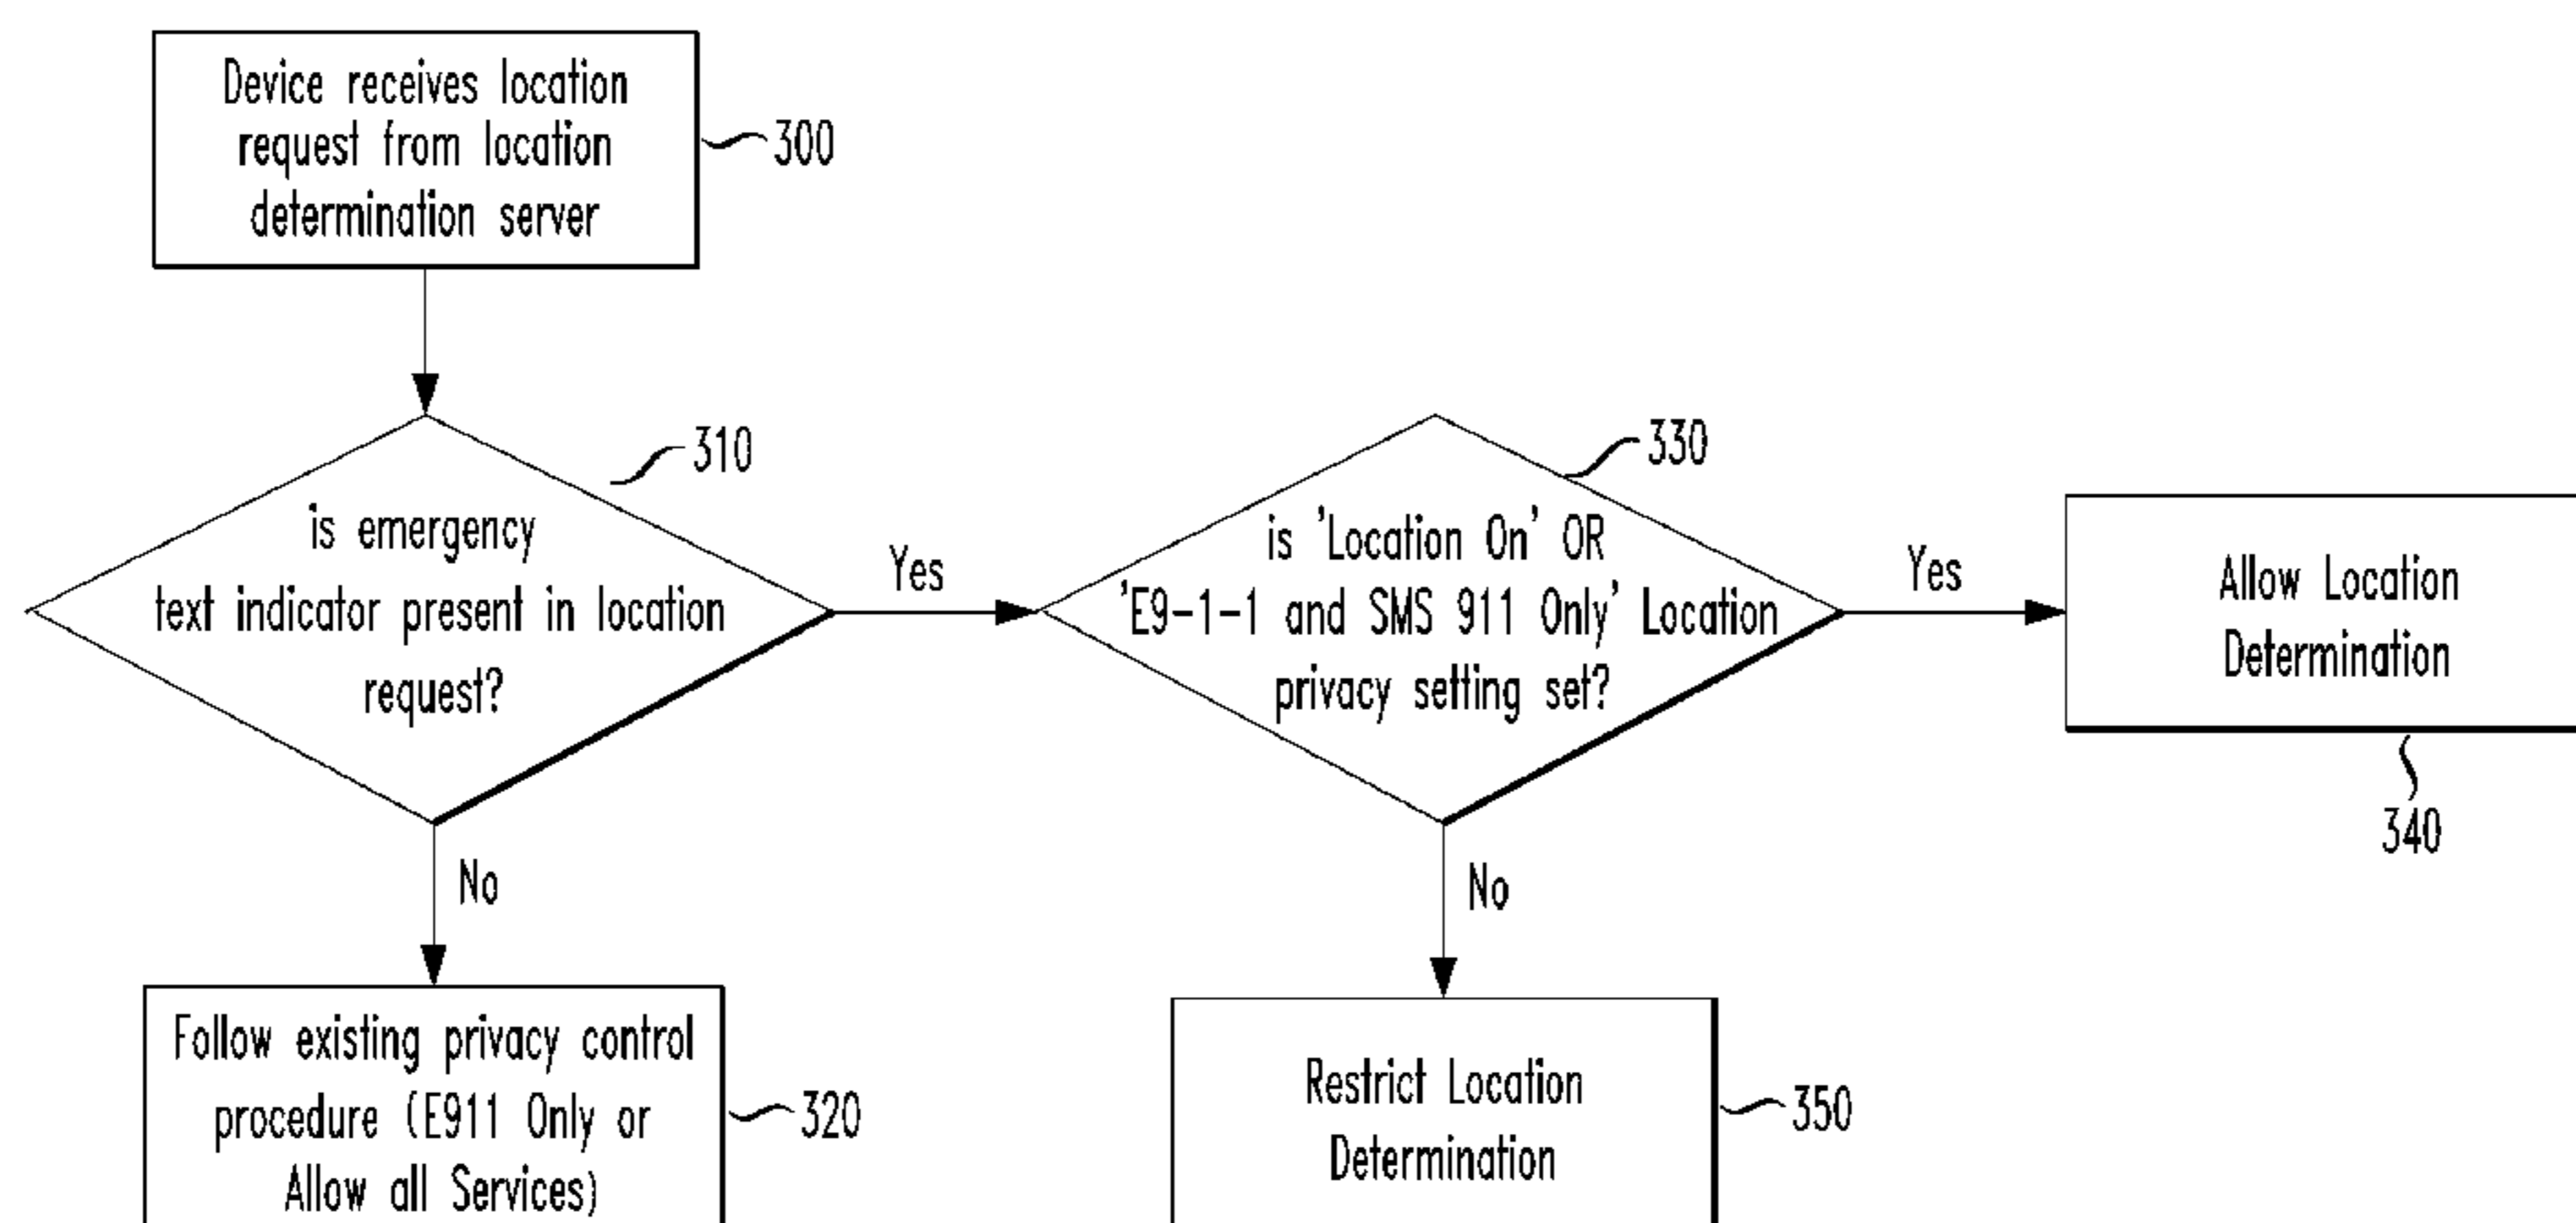 Device receives location
request from location
determination server
300
310
is emergency
text indicator present in location
request?
Yes
330
is 'Location On' OR
'E9-1-1 and SMS 911 Only' Location
privacy setting set?
Yes
Allow Location
Determination
340
No
Follow existing privacy control
procedure (E911 Only or
Allow all Services)
320
No
Restrict Location
Determination
350